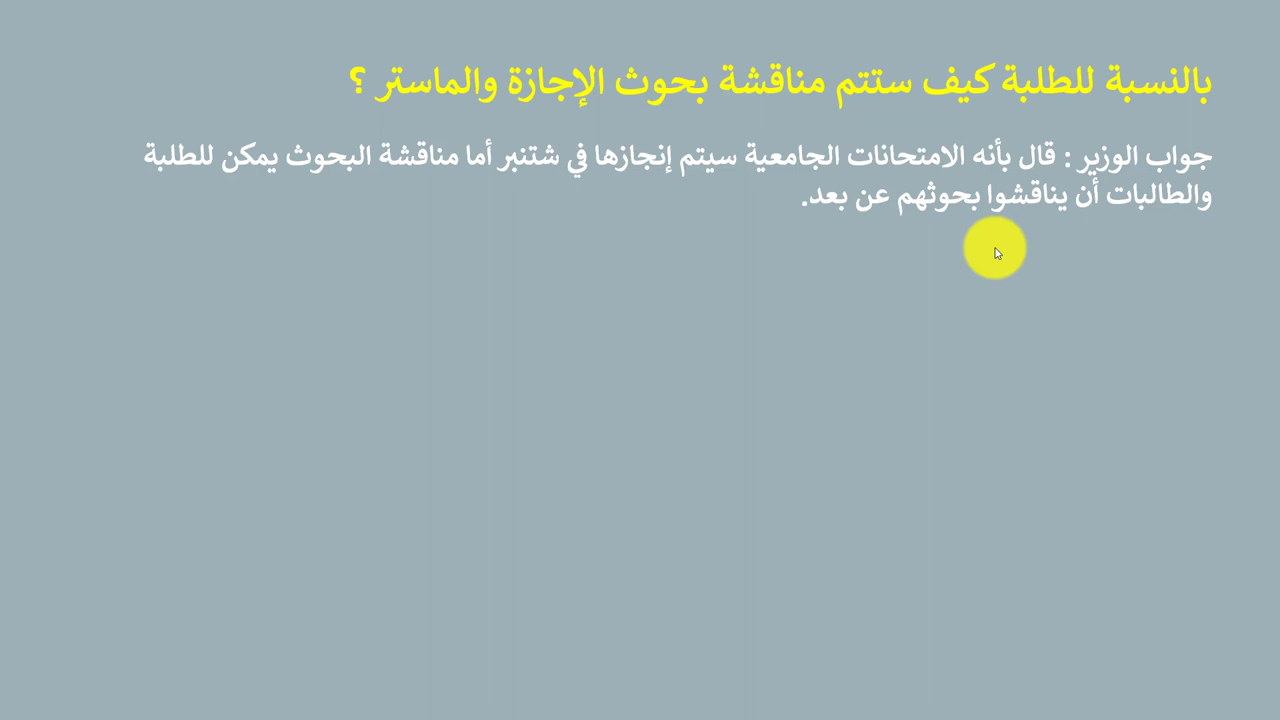 بالنسبة للطلبة كيف ستتم مناقشة بحوث الإجازة والماستر ؟
جواب الوزير : قال بأنه الامتحانات الجامعية سيتم إنجازها في شتنبر أما مناقشة البحوث يمكن للطلبة
والطالبات أن يناقشوا بحوثهم عن بعد.